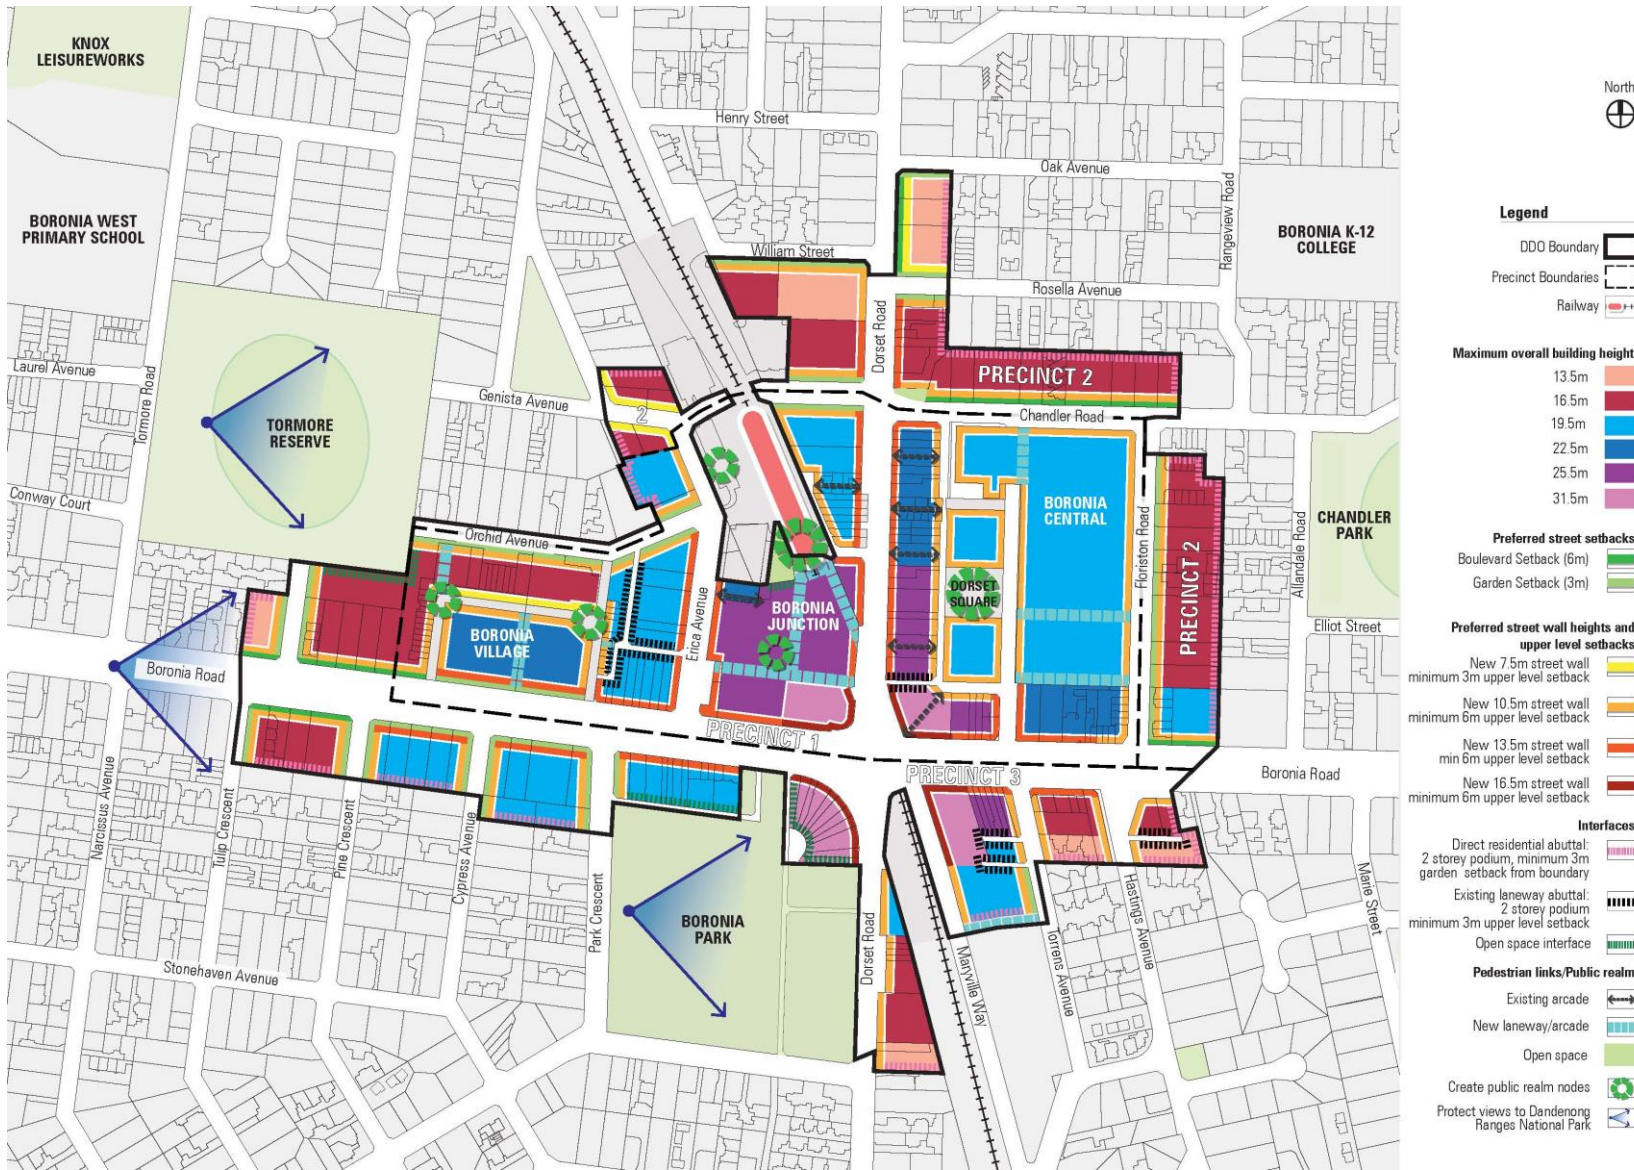 KNOX
LEISUREWORKS
BORONIA WEST
PRIMARY SCHOOL
Henry Street
Oak Avenue
Rangeview Road
BORONIA K-12
COLLEGE
William Street
Rosella Avenue
Dorset Road
PRECINCT 2
Chandler Road
Laurel Avenue
Tormore Road
TORMORE
RESERVE
Genista Avenue
2
Conway Court
Orchid Avenue
BORONIA
CENTRAL
Floriston Road
PRECINCT 2
Allandale Road
CHANDLER
PARK
Elliot Street
DORSET
SQUARE
BORONIA
JUNCTION
BORONIA
VILLAGE
Erica Avenue
Boronia Road
PRECINCT 1
PRECINCT 3
Boronia Road
Narcissus Avenue
Tulip Crescent
Pine Crescent
Cypress Avenue
Park Crescent
BORONIA
PARK
Dorset Road
Maryville Way
Torrens Avenue
Hastings Avenue
Marie Street
Stonehaven Avenue
North
Legend
DDO Boundary
Precinct Boundaries
Railway
Maximum overall building height
13.5m
16.5m
19.5m
22.5m
25.5m
31.5m
Preferred street setbacks
Boulevard Setback (6m)
Garden Setback (3m)
Preferred street wall heights and
upper level setbacks
New 7.5m street wall
minimum 3m upper level setback
New 10.5m street wall
minimum 6m upper level setback
New 13.5m street wall
min 6m upper level setback
New 16.5m street wall
minimum 6m upper level setback
Interfaces
Direct residential abuttal:
2 storey podium, minimum 3m
garden setback from boundary
Existing laneway abuttal:
2 storey podium
minimum 3m upper level setback
Open space interface
Pedestrian links/Public realm
Existing arcade
New laneway/arcade
Open space
Create public realm nodes
Protect views to Dandenong
Ranges National Park